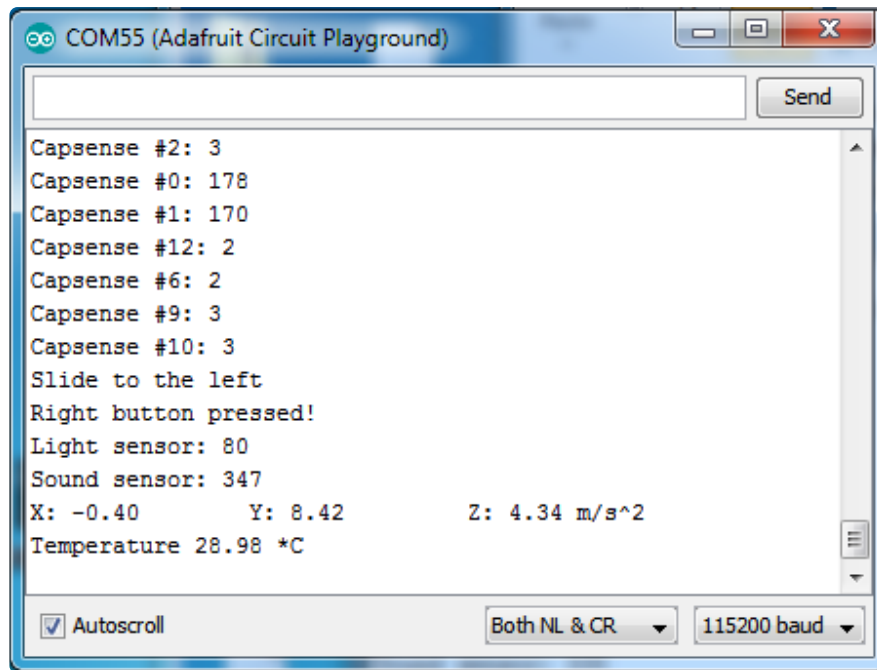 COM55 (Adafruit Circuit Playground)
Send
Capsense #2: 3
Capsense #0: 178
Capsense #1: 170
Capsense #12: 2
Capsense #6: 2
Capsense #9: 3
Capsense #10: 3
Slide to the left
Right button pressed!
Light sensor: 80
Sound sensor: 347
X: -0.40 Y: 8.42 Z: 4.34 m/s^2
Temperature 28.98 *C
Autoscroll Both NL & CR 115200 baud